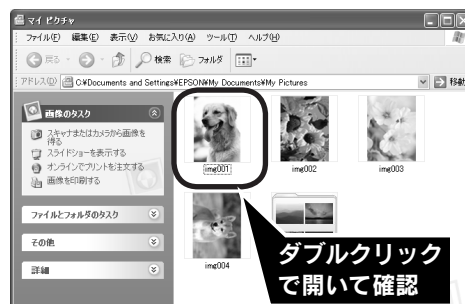 マイ ピクチャ
ファイル(F) 編集(E) 表示(V) お気に入り(A) ツール(T) ヘルプ(H)
戻る 検索 フォルダ
アドレス(D) C:¥Documents and Settings¥EPSON¥My Documents¥My Pictures 移動
画像のタスク
スキャナまたはカメラから画像を
得る
スライドショーを表示する
オンラインでプリントを注文する
画像を印刷する
ファイルとフォルダのタスク
その他
詳細
img001 img002 img003
img004
ダブルクリック
で開いて確認